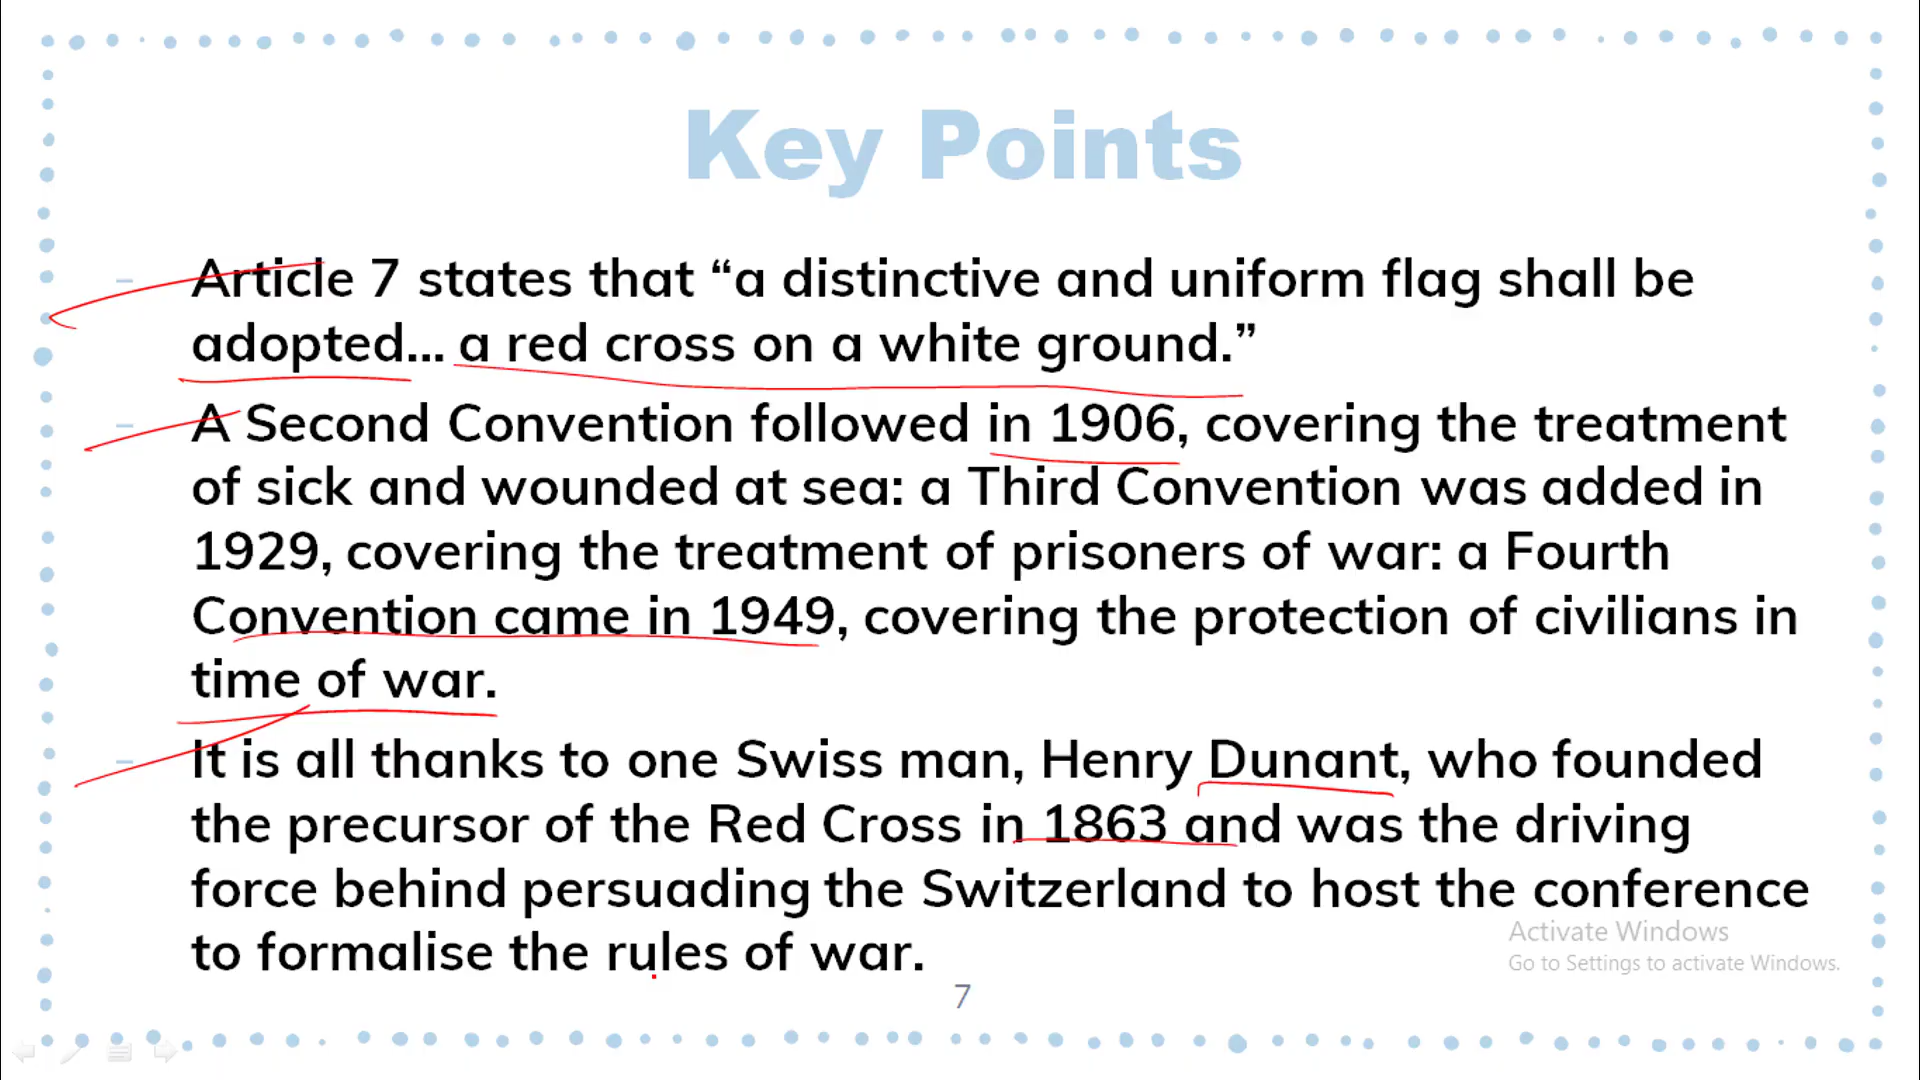 Key Points
– Article 7 states that “a distinctive and uniform flag shall be
adopted... a red cross on a white ground.”
– A Second Convention followed in 1906, covering the treatment
of sick and wounded at sea: a Third Convention was added in
1929, covering the treatment of prisoners of war: a Fourth
Convention came in 1949, covering the protection of civilians in
time of war.
– It is all thanks to one Swiss man, Henry Dunant, who founded
the precursor of the Red Cross in 1863 and was the driving
force behind persuading the Switzerland to host the conference
to formalise the rules of war.
Activate Windows
Go to Settings to activate Windows.
7